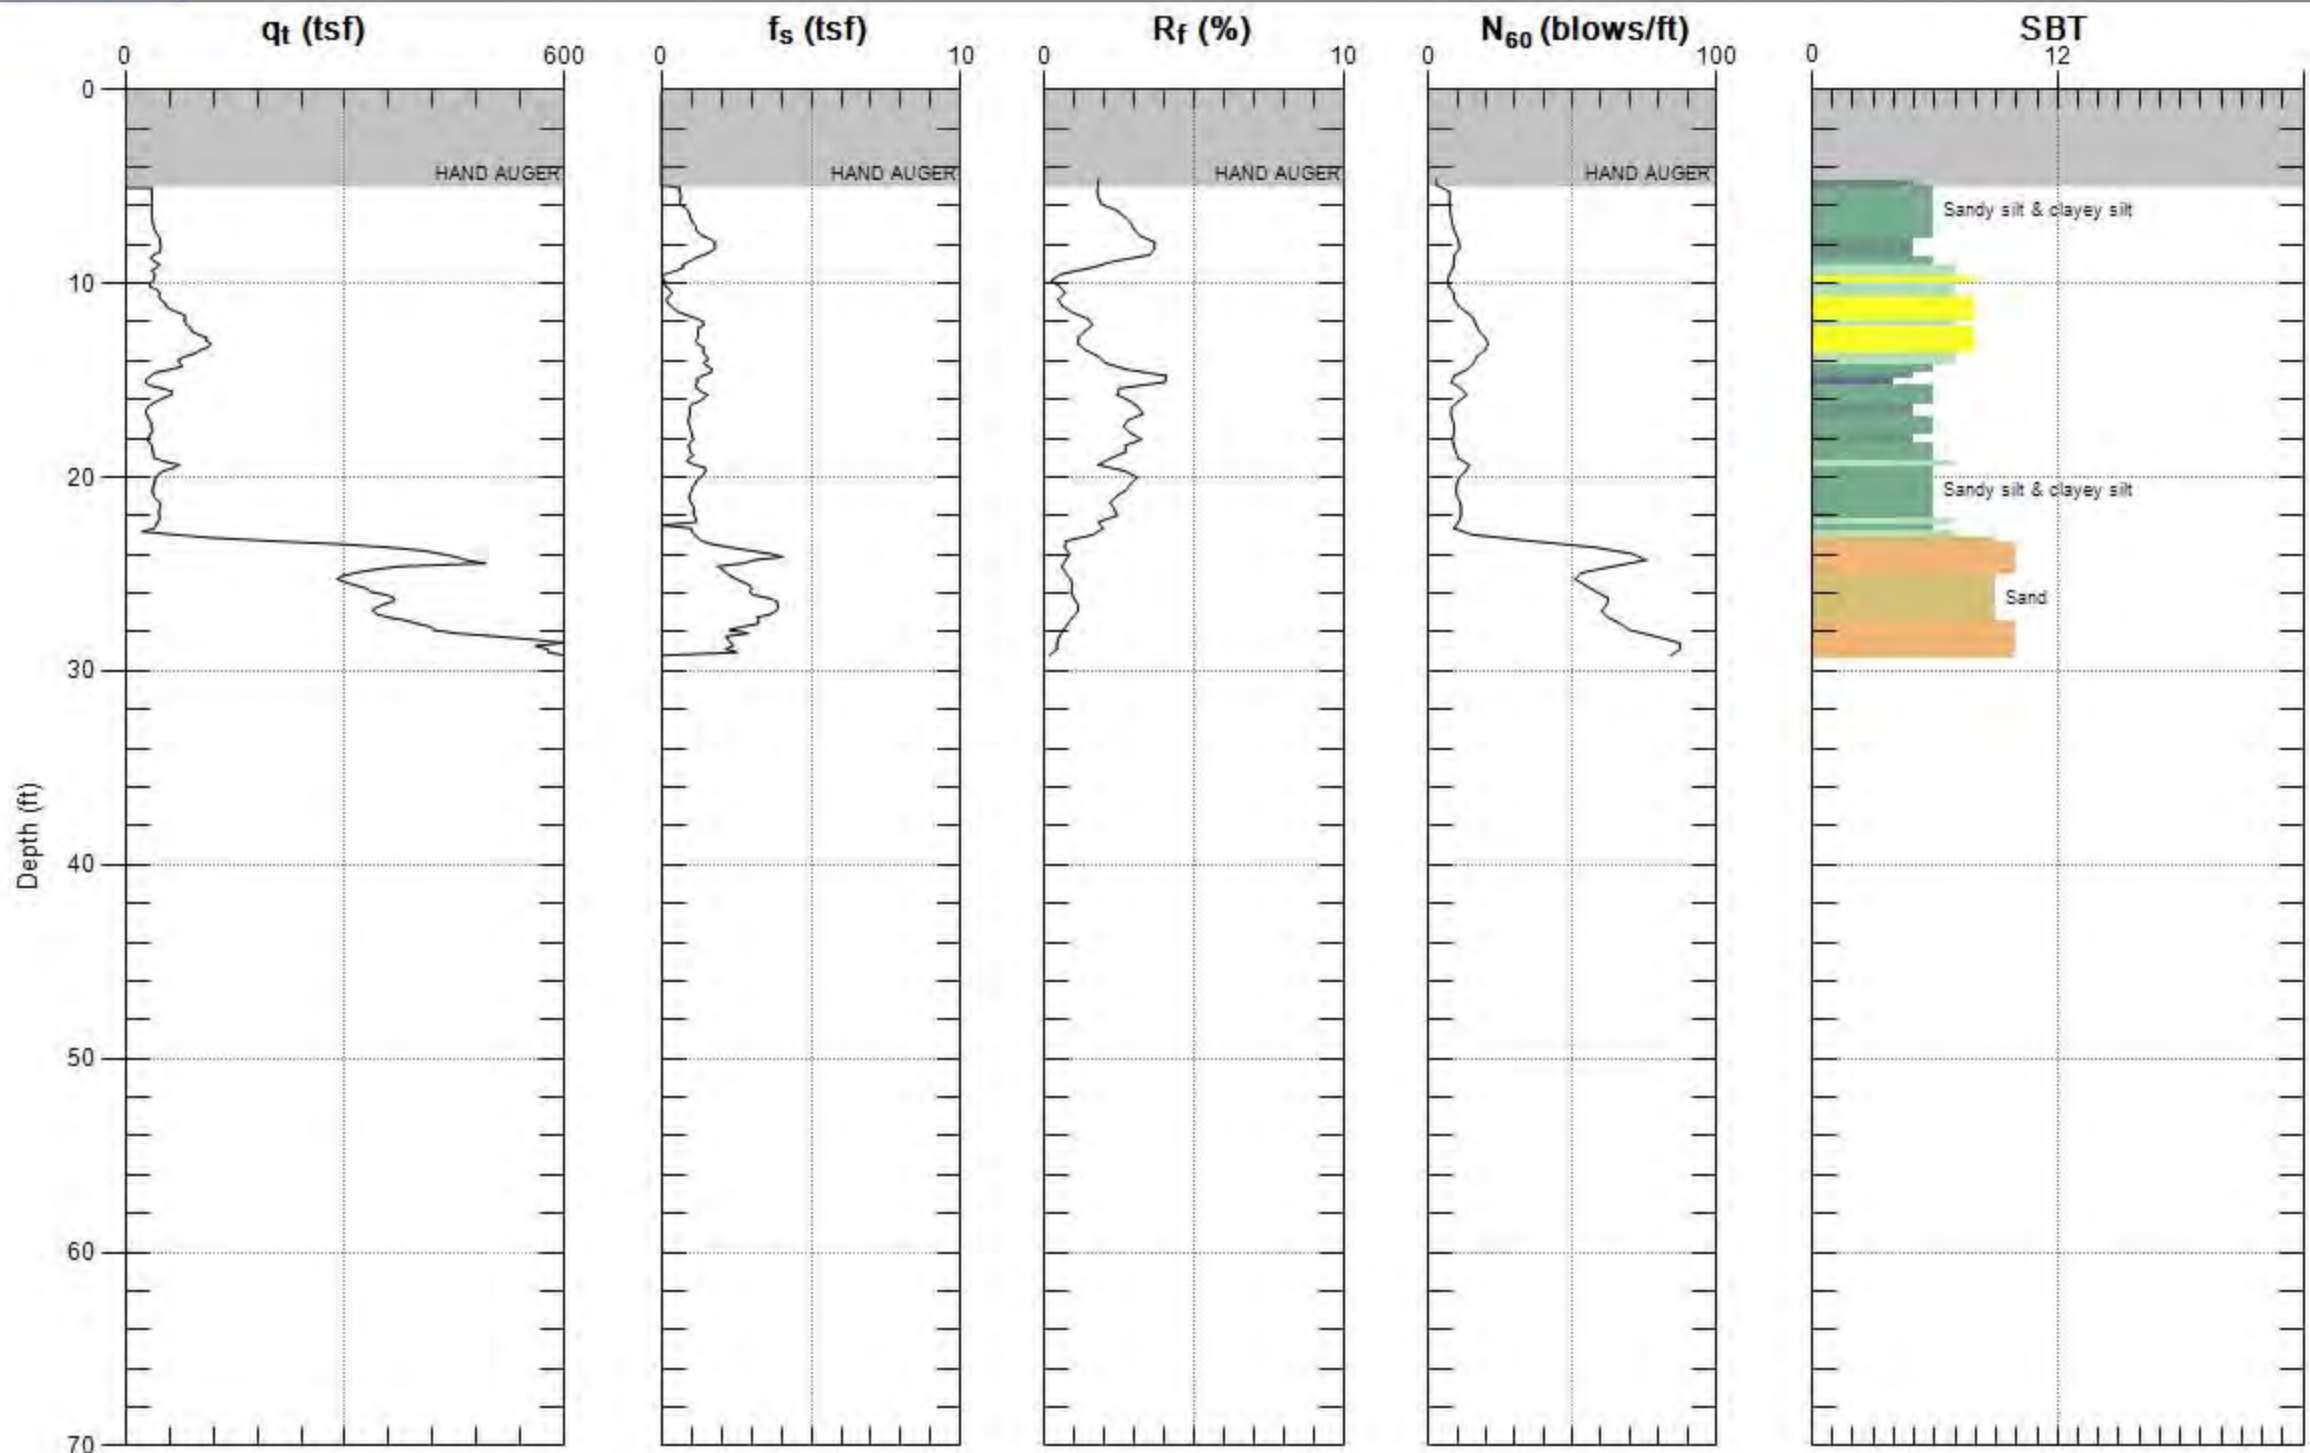 qt (tsf) fs (tsf) Rf (%) N60 (blows/ft) SBT
0 600 0 10 0 10 0 100 0 12
0
HAND AUGER HAND AUGER HAND AUGER HAND AUGER
Sandy silt & clayey silt
10
20
Sandy silt & clayey silt
Sand
30
40
Depth (ft)
50
60
70